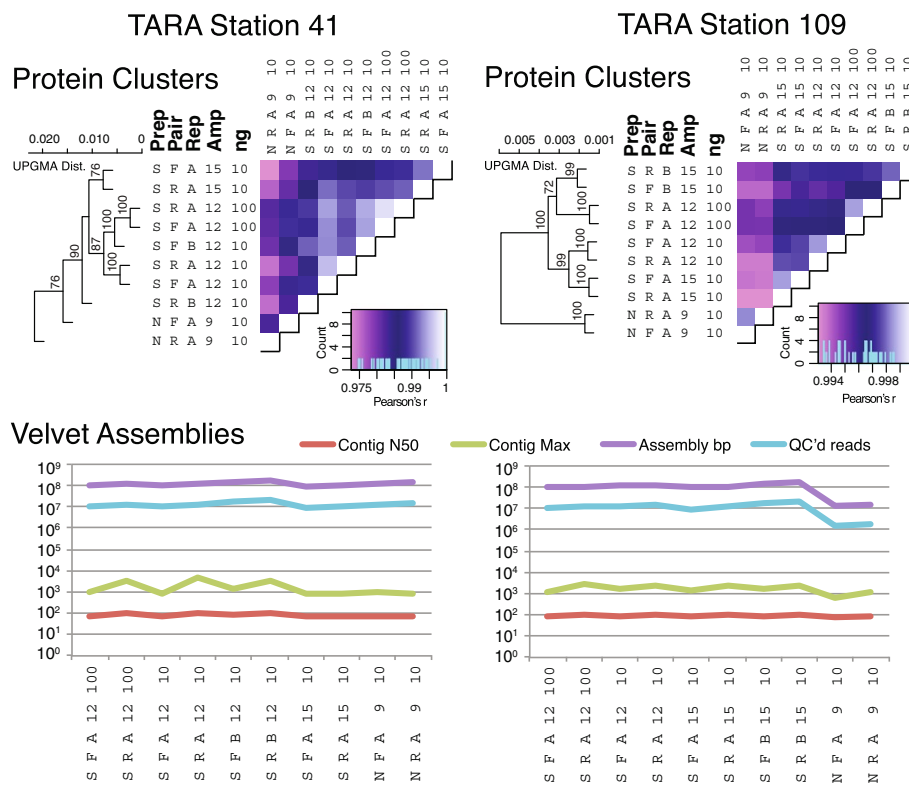 TARA Station 41
TARA Station 109
Protein Clusters
0.020 0.010 0
UPGMA Dist.
Prep Pair Rep Amp ng
N R A 9 10
N F A 9 10
S R B 12 10
S F A 12 10
S R A 12 10
S F B 12 10
S F A 12 100
S R A 12 100
S R A 15 10
S F A 15 10
S F A 15 10
S R A 15 10
S R A 12 100
S F A 12 100
S F B 12 10
S R A 12 10
S F A 12 10
S R B 12 10
N F A 9 10
N R A 9 10
76
100
100
87
100
90
76
Count
8
4
0
0.975 0.99 1
Pearson's r
Protein Clusters
0.005 0.003 0.001
UPGMA Dist.
Prep Pair Rep Amp ng
N F A 9 10
N R A 9 10
S R A 15 10
S F A 15 10
S R A 12 10
S F A 12 10
S F A 12 100
S R A 12 100
S F B 15 10
S R B 15 10
S F B 15 10
S R A 12 100
S F A 12 100
S F A 12 10
S R A 12 10
S F A 15 10
S R A 15 10
N R A 9 10
N F A 9 10
99
72
100
100
100
99
100
100
Count
8
4
0
0.994 0.998
Pearson's r
Velvet Assemblies
Contig N50 Contig Max Assembly bp QC'd reads
10⁹
10⁸
10⁷
10⁶
10⁵
10⁴
10³
10²
10¹
10⁰
S F A 12 100
S R A 12 100
S F A 12 10
S R A 12 10
S F B 12 10
S R B 12 10
S F A 15 10
S R A 15 10
N F A 9 10
N R A 9 10
10⁹
10⁸
10⁷
10⁶
10⁵
10⁴
10³
10²
10¹
10⁰
S F A 12 100
S R A 12 100
S F A 12 10
S R A 12 10
S F A 15 10
S R A 15 10
S F B 15 10
S R B 15 10
N F A 9 10
N R A 9 10